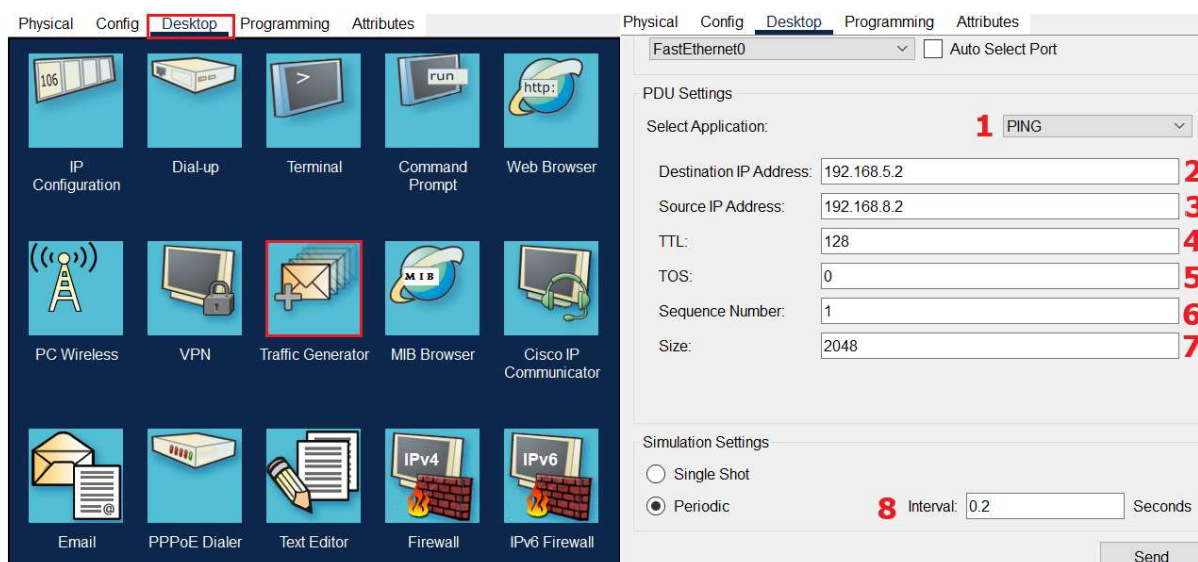 Physical Config Desktop Programming Attributes
106
>
run
http:
IP Configuration
Dial-up
Terminal
Command Prompt
Web Browser
MIB
PC Wireless
VPN
Traffic Generator
MIB Browser
Cisco IP Communicator
@
IPv4
IPv6
Email
PPPoE Dialer
Text Editor
Firewall
IPv6 Firewall
Physical Config Desktop Programming Attributes
FastEthernet0 Auto Select Port
PDU Settings
Select Application: 1 PING
Destination IP Address: 192.168.5.2 2
Source IP Address: 192.168.8.2 3
TTL: 128 4
TOS: 0 5
Sequence Number: 1 6
Size: 2048 7
Simulation Settings
Single Shot
Periodic 8 Interval: 0.2 Seconds
Send